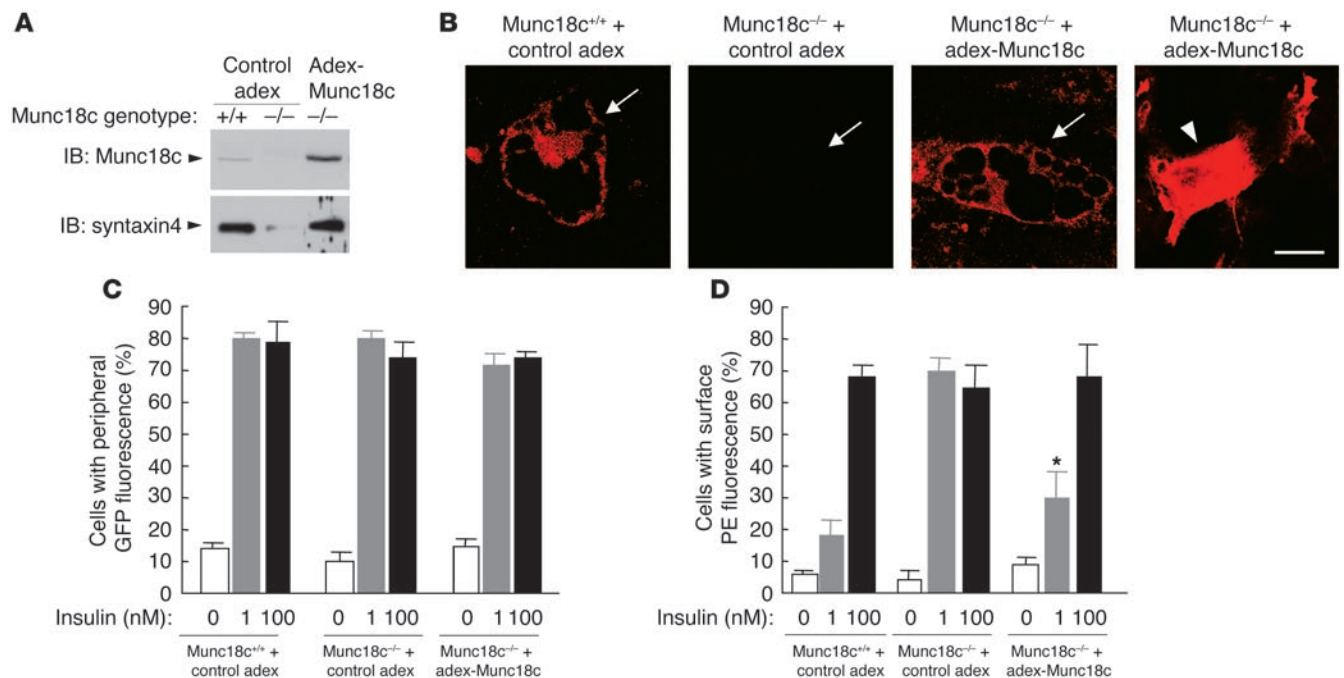 A
Control
adex
Adex-
Munc18c
Munc18c genotype: +/+ –/– –/–
IB: Munc18c
IB: syntaxin4
B
Munc18c+/+ +
control adex
Munc18c–/– +
control adex
Munc18c–/– +
adex-Munc18c
Munc18c–/– +
adex-Munc18c
C
Cells with peripheral
GFP fluorescence (%)
90
80
70
60
50
40
30
20
10
0
Insulin (nM): 0 1 100 0 1 100 0 1 100
Munc18c+/+ +
control adex
Munc18c–/– +
control adex
Munc18c–/– +
adex-Munc18c
D
Cells with surface
PE fluorescence (%)
90
80
70
60
50
40
30
20
10
0
*
Insulin (nM): 0 1 100 0 1 100 0 1 100
Munc18c+/+ +
control adex
Munc18c–/– +
control adex
Munc18c–/– +
adex-Munc18c